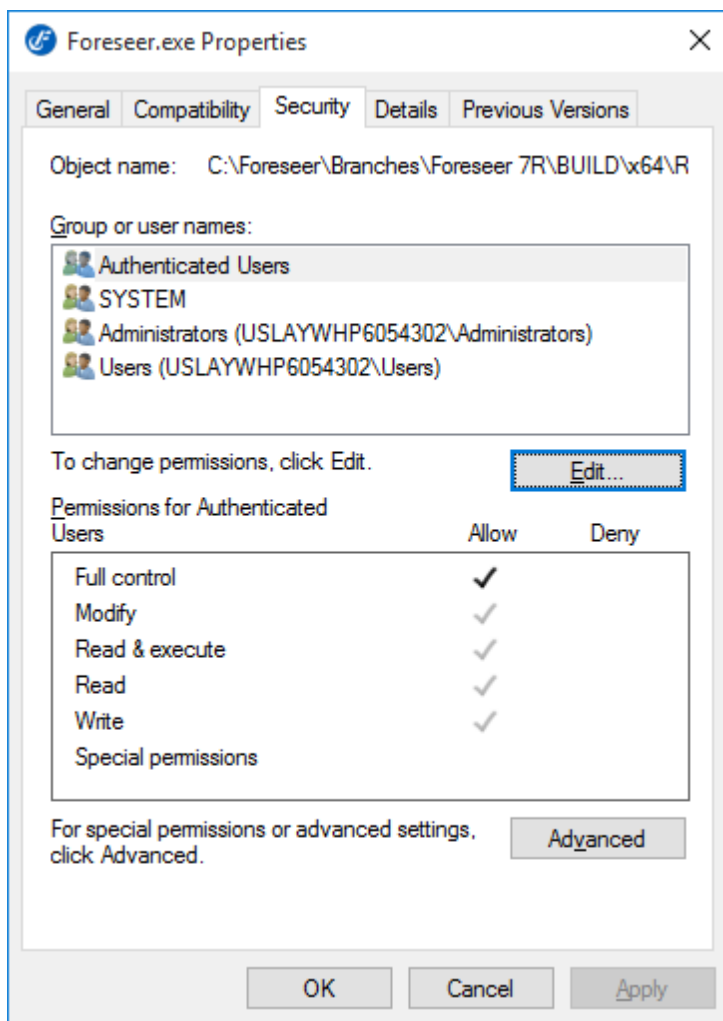 Foreseer.exe Properties
General Compatibility Security Details Previous Versions
Object name: C:\Foreseer\Branches\Foreseer 7R\BUILD\x64\R
Group or user names:
Authenticated Users
SYSTEM
Administrators (USLAYWHP6054302\Administrators)
Users (USLAYWHP6054302\Users)
To change permissions, click Edit.
Edit...
Permissions for Authenticated
Users Allow Deny
Full control
Modify
Read & execute
Read
Write
Special permissions
For special permissions or advanced settings,
click Advanced.
Advanced
OK Cancel Apply